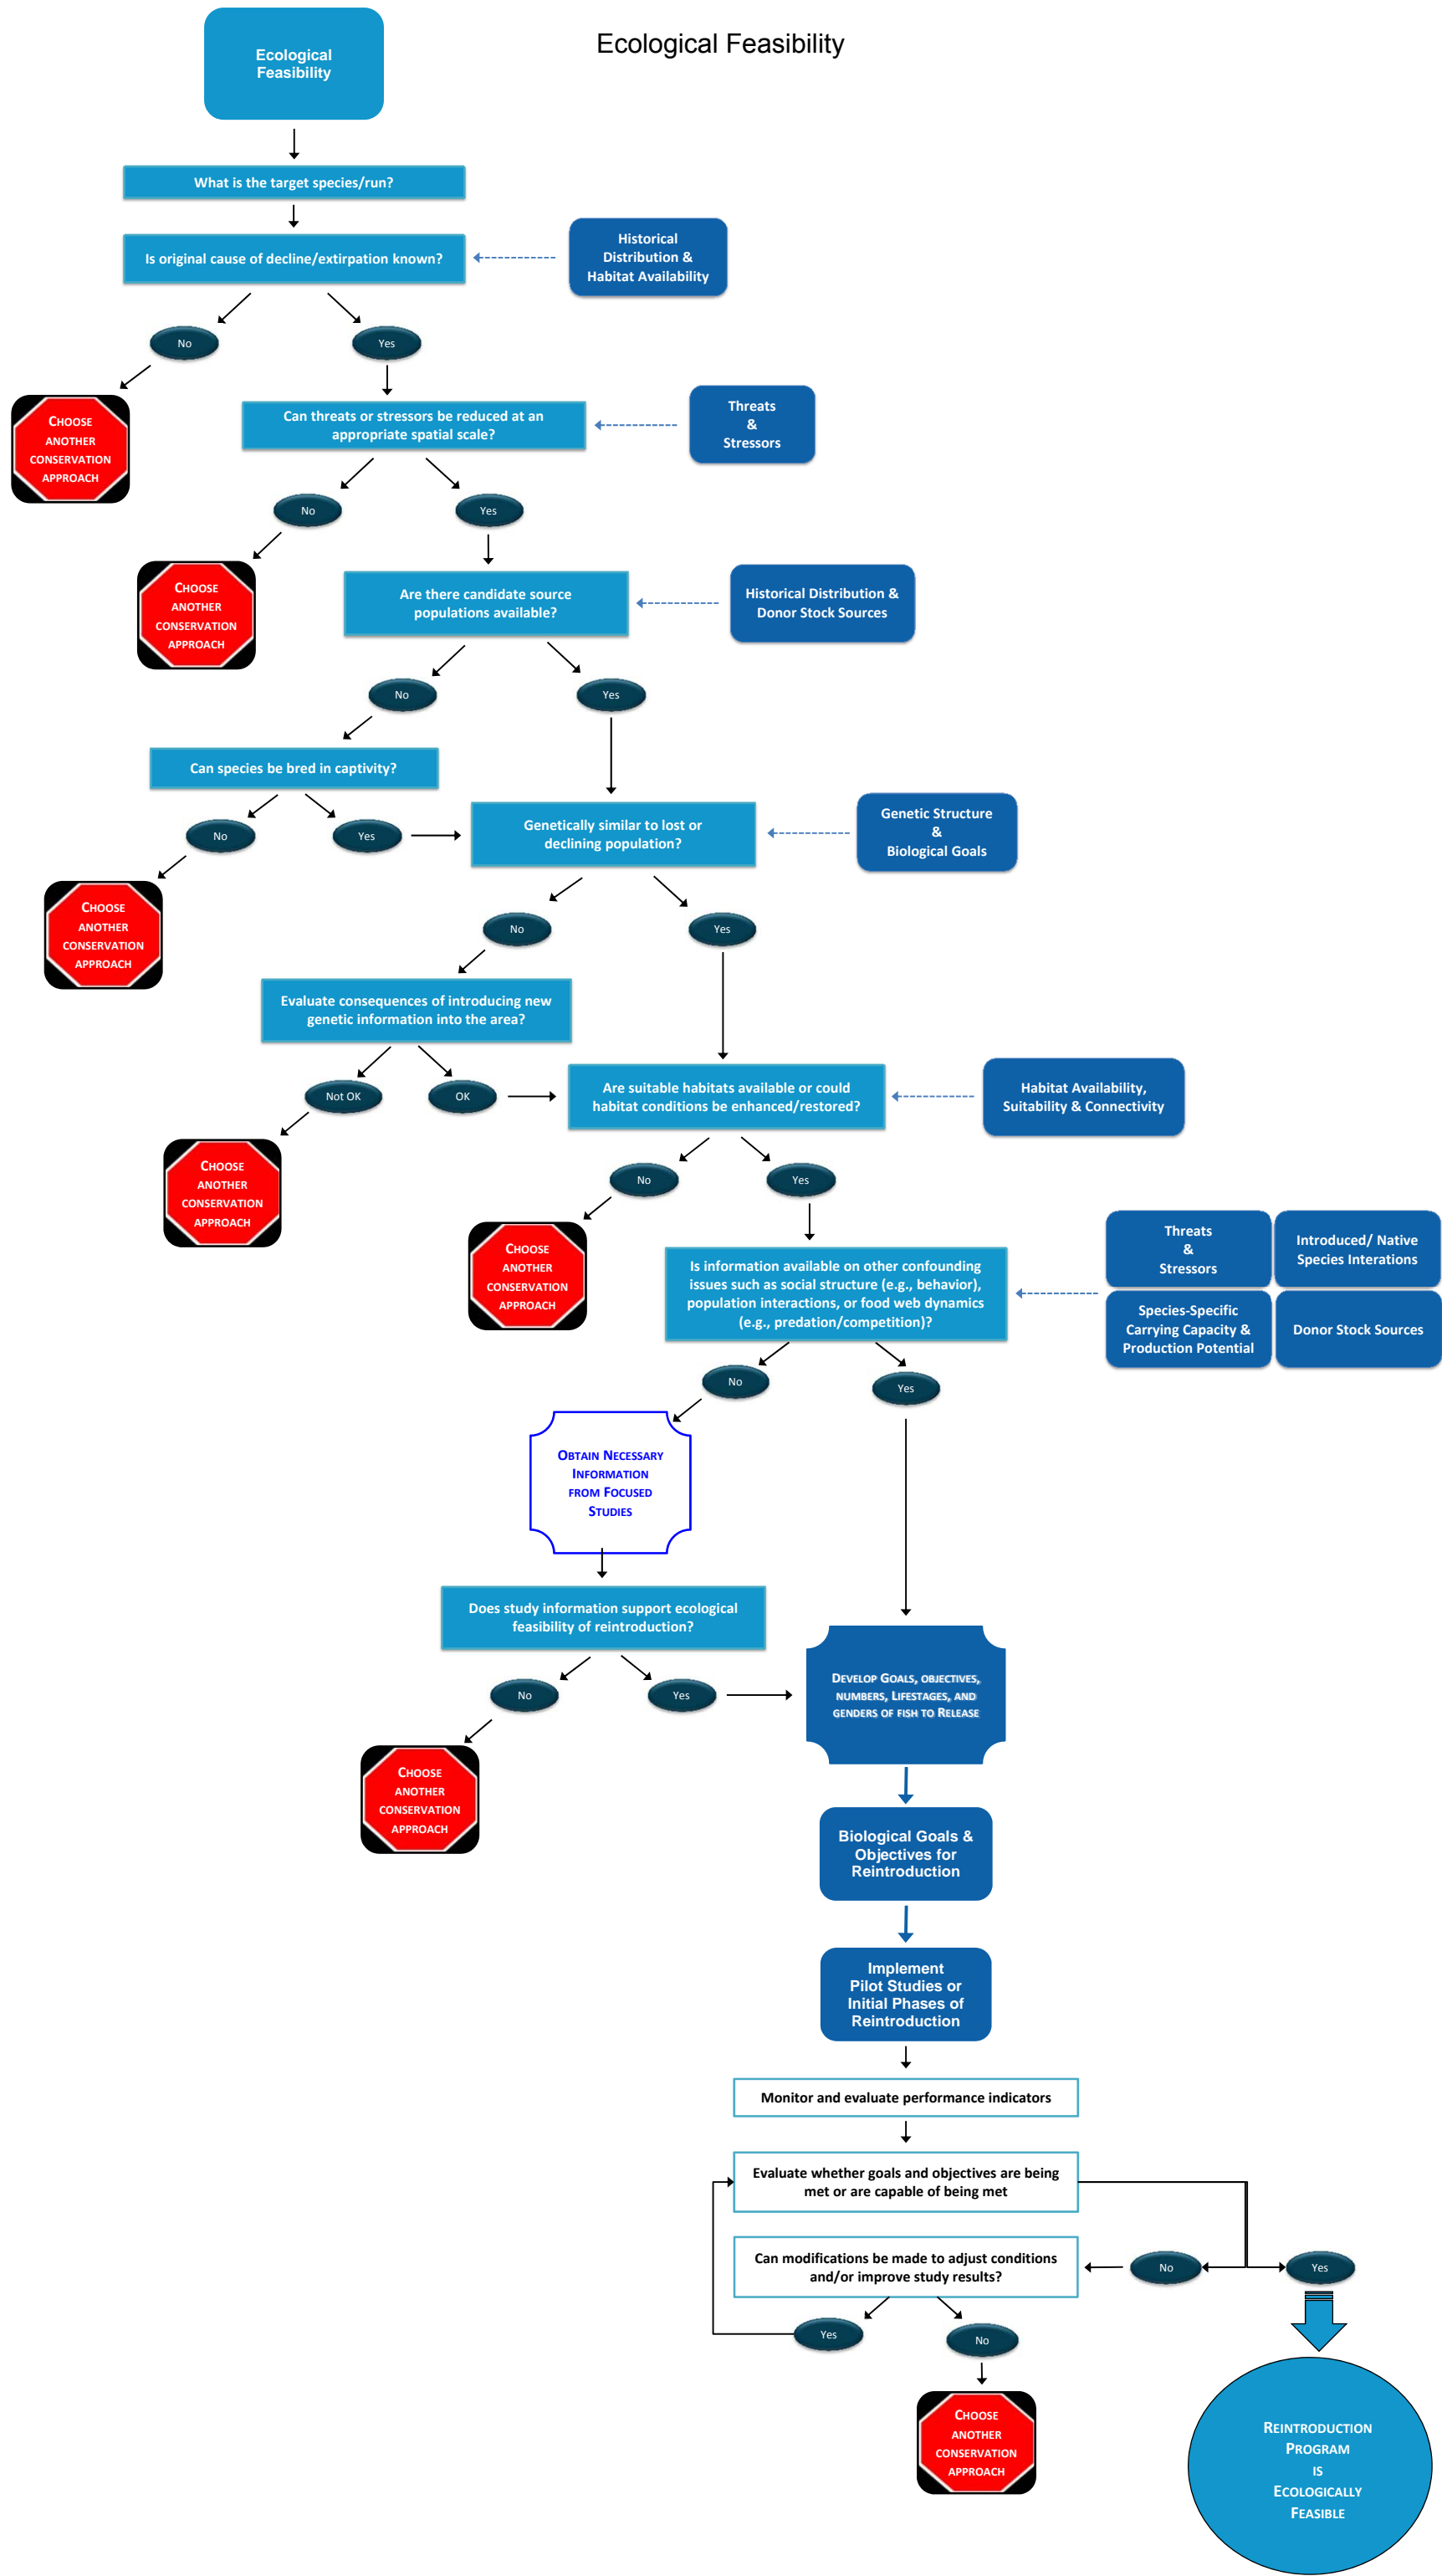 Ecological Feasibility
Ecological
Feasibility
What is the target species/run?
Is original cause of decline/extirpation known?
Historical
Distribution &
Habitat Availability
No
Yes
CHOOSE
ANOTHER
CONSERVATION
APPROACH
Can threats or stressors be reduced at an
appropriate spatial scale?
Threats
&
Stressors
No
Yes
CHOOSE
ANOTHER
CONSERVATION
APPROACH
Are there candidate source
populations available?
Historical Distribution &
Donor Stock Sources
No
Yes
Can species be bred in captivity?
No
Yes
Genetically similar to lost or
declining population?
Genetic Structure
&
Biological Goals
CHOOSE
ANOTHER
CONSERVATION
APPROACH
No
Yes
Evaluate consequences of introducing new
genetic information into the area?
Not OK
OK
Are suitable habitats available or could
habitat conditions be enhanced/restored?
Habitat Availability,
Suitability & Connectivity
CHOOSE
ANOTHER
CONSERVATION
APPROACH
No
Yes
CHOOSE
ANOTHER
CONSERVATION
APPROACH
Is information available on other confounding
issues such as social structure (e.g., behavior),
population interactions, or food web dynamics
(e.g., predation/competition)?
Threats
&
Stressors
Introduced/ Native
Species Interations
Species-Specific
Carrying Capacity &
Production Potential
Donor Stock Sources
No
Yes
OBTAIN NECESSARY
INFORMATION
FROM FOCUSED
STUDIES
Does study information support ecological
feasibility of reintroduction?
No
Yes
DEVELOP GOALS, OBJECTIVES,
NUMBERS, LIFESTAGES, AND
GENDERS OF FISH TO RELEASE
CHOOSE
ANOTHER
CONSERVATION
APPROACH
Biological Goals &
Objectives for
Reintroduction
Implement
Pilot Studies or
Initial Phases of
Reintroduction
Monitor and evaluate performance indicators
Evaluate whether goals and objectives are being
met or are capable of being met
Can modifications be made to adjust conditions
and/or improve study results?
No
Yes
Yes
No
CHOOSE
ANOTHER
CONSERVATION
APPROACH
REINTRODUCTION
PROGRAM
IS
ECOLOGICALLY
FEASIBLE